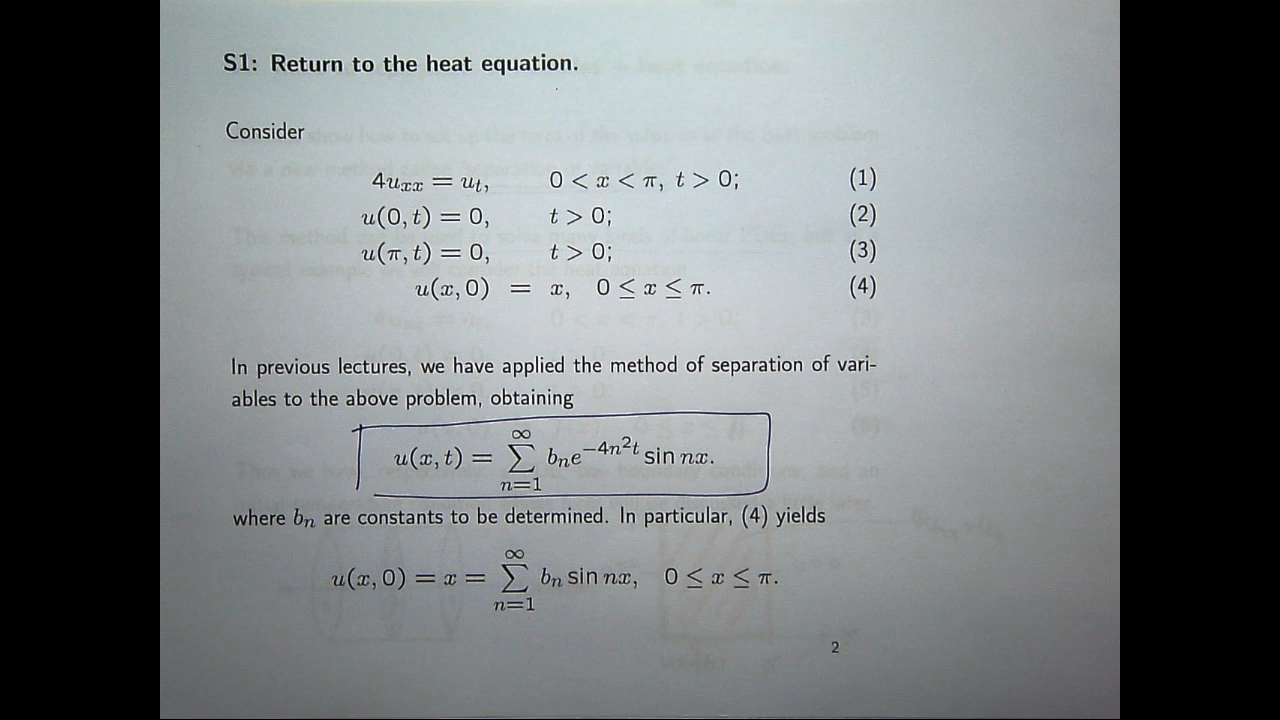 S1: Return to the heat equation.
Consider
4u_{xx} = u_t, 0 < x < π, t > 0; (1)
u(0, t) = 0, t > 0; (2)
u(π, t) = 0, t > 0; (3)
u(x, 0) = x, 0 ≤ x ≤ π. (4)
In previous lectures, we have applied the method of separation of vari-
ables to the above problem, obtaining
u(x, t) = ∑_{n=1}^{∞} b_n e^{-4n^2 t} sin nx.
where b_n are constants to be determined. In particular, (4) yields
u(x, 0) = x = ∑_{n=1}^{∞} b_n sin nx, 0 ≤ x ≤ π.
2